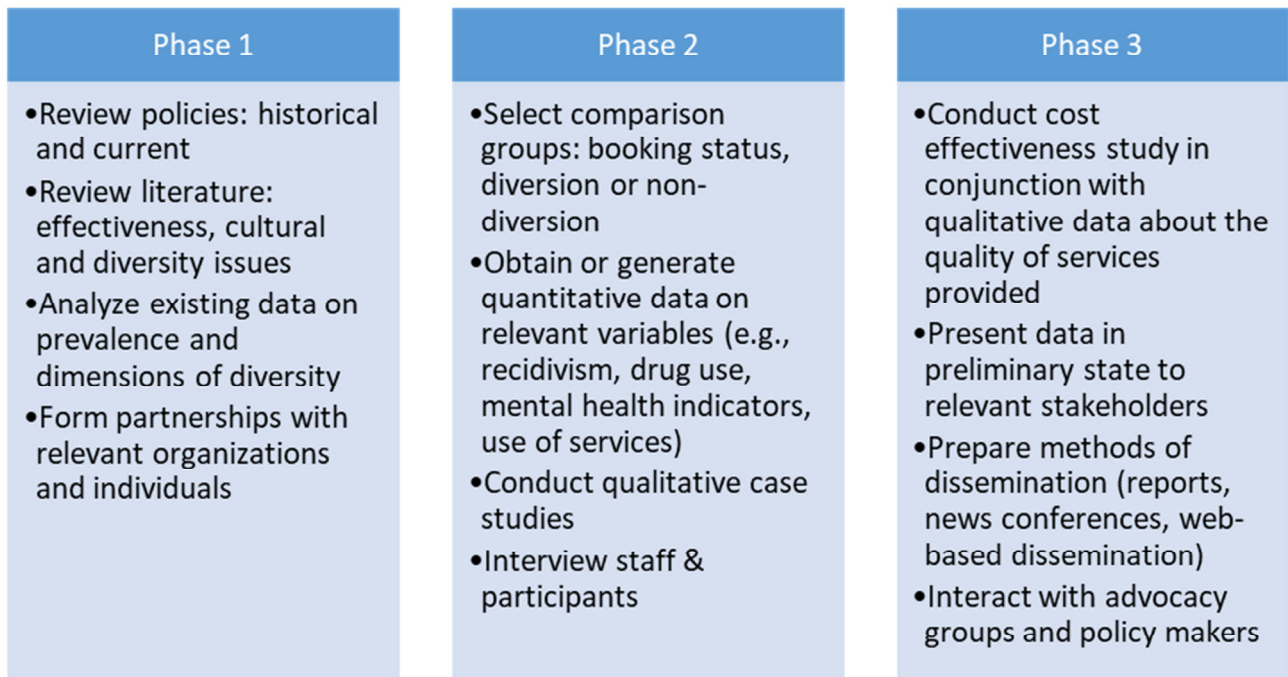 Phase 1
•Review policies: historical
and current
•Review literature:
effectiveness, cultural
and diversity issues
•Analyze existing data on
prevalence and
dimensions of diversity
•Form partnerships with
relevant organizations
and individuals
Phase 2
•Select comparison
groups: booking status,
diversion or non-
diversion
•Obtain or generate
quantitative data on
relevant variables (e.g.,
recidivism, drug use,
mental health indicators,
use of services)
•Conduct qualitative case
studies
•Interview staff &
participants
Phase 3
•Conduct cost
effectiveness study in
conjunction with
qualitative data about the
quality of services
provided
•Present data in
preliminary state to
relevant stakeholders
•Prepare methods of
dissemination (reports,
news conferences, web-
based dissemination)
•Interact with advocacy
groups and policy makers